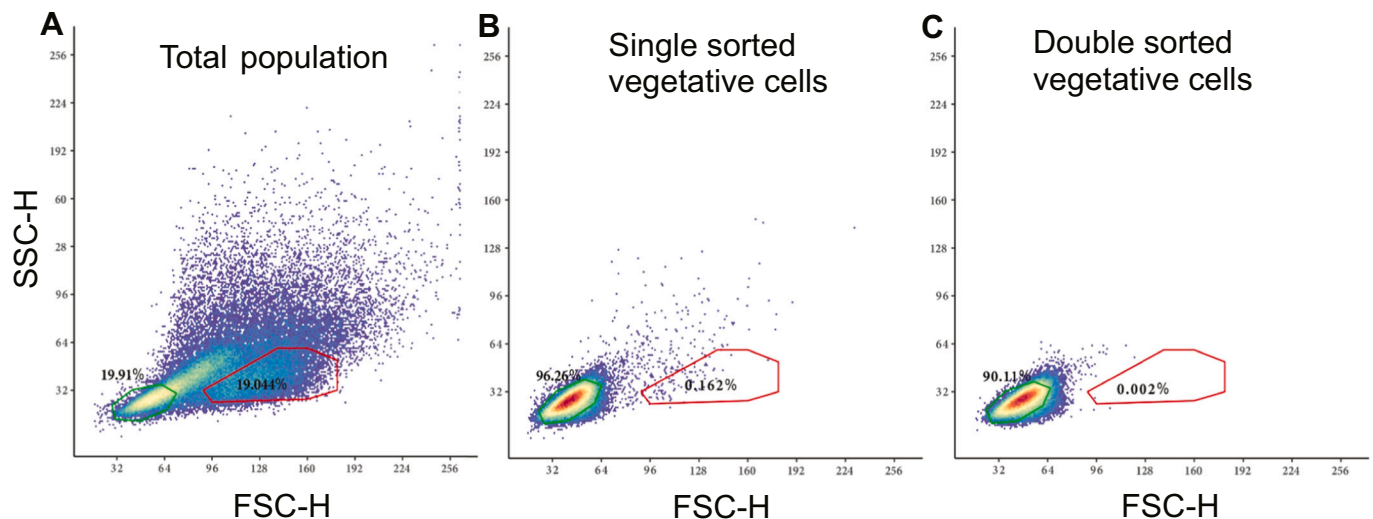 A
Total population
256
224
192
60
28
96
64
32
19.91%
19.044%
32 64 96 128 160 192 224 256
SSC-H
FSC-H
B
Single sorted
vegetative cells
256
224
192
160
128
96
64
32
96.26%
0.162%
32 64 96 128 160 192 224 256
FSC-H
C
Double sorted
vegetative cells
256
224
192
160
128
96
64
32
90.11%
0.002%
32 64 96 128 160 192 224 256
FSC-H